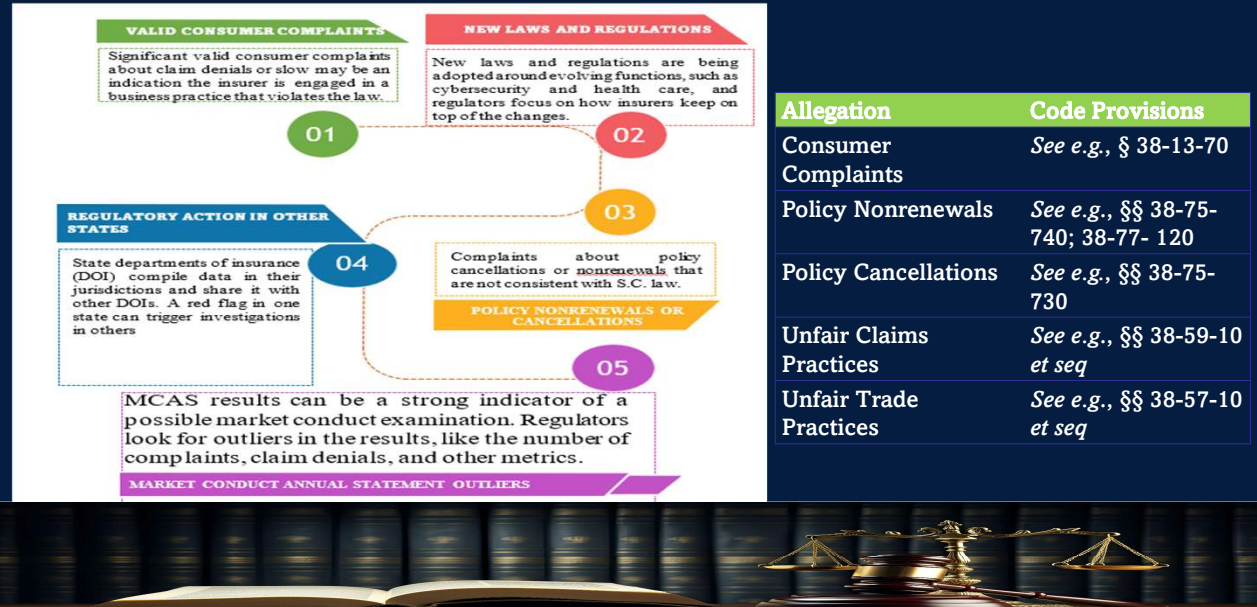 VALID CONSUMER COMPLAINTS
Significant valid consumer complaints
about claim denials or slow may be an
indication the insurer is engaged in a
business practice that violates the law.
01
NEW LAWS AND REGULATIONS
New laws and regulations are being
adopted around evolving functions, such as
cybersecurity and health care, and
regulators focus on how insurers keep on
top of the changes.
02
03
Complaints about policy
cancellations or nonrenewals that
are not consistent with S.C. law.
POLICY NONRENEWALS OR
CANCELLATIONS
REGULATORY ACTION IN OTHER
STATES
04
State departments of insurance
(DOI) compile data in their
jurisdictions and share it with
other DOIs. A red flag in one
state can trigger investigations
in others
05
MCAS results can be a strong indicator of a
possible market conduct examination. Regulators
look for outliers in the results, like the number of
complaints, claim denials, and other metrics.
MARKET CONDUCT ANNUAL STATEMENT OUTLIERS
Allegation Code Provisions
Consumer See e.g., § 38-13-70
Complaints
Policy Nonrenewals See e.g., §§ 38-75-
740; 38-77- 120
Policy Cancellations See e.g., §§ 38-75-
730
Unfair Claims See e.g., §§ 38-59-10
Practices et seq
Unfair Trade See e.g., §§ 38-57-10
Practices et seq